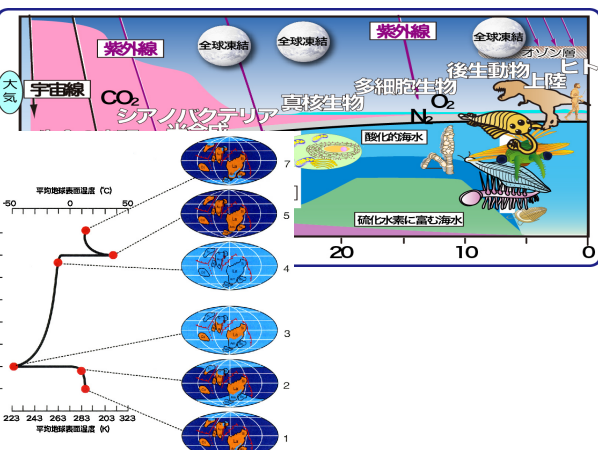 紫外線
全球凍結
全球凍結
紫外線
全球凍結
オゾン層
大気
宇宙線
CO₂
シアノバクテリア
真核生物
多細胞生物
後生動物
上陸
ヒト
O₂
N₂
酸化的海水
硫化水素に富む海水
20
10
0
平均地球表面温度 (℃)
-50 0 50
7
5
4
3
2
1
223 243 263 283 203 323
平均地球表面温度 (K)